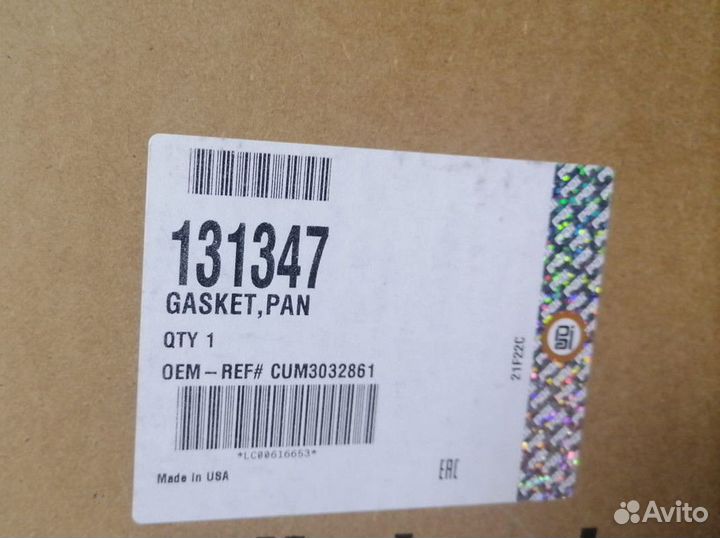 131347
GASKET,PAN
QTY 1
OEM-REF# CUM3032861
*LC00616653*
Made In USA
EAC
21F22C
Avito